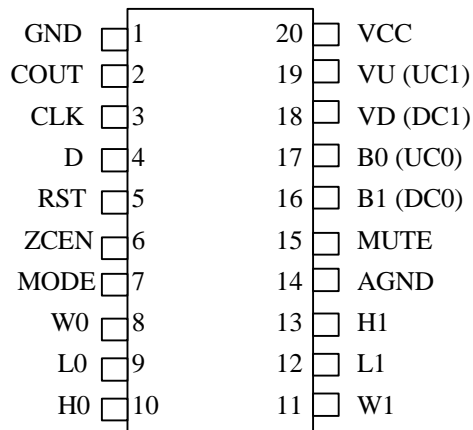 GND 1 20 VCC
COUT 2 19 VU (UC1)
CLK 3 18 VD (DC1)
D 4 17 B0 (UC0)
RST 5 16 B1 (DC0)
ZCEN 6 15 MUTE
MODE 7 14 AGND
W0 8 13 H1
L0 9 12 L1
H0 10 11 W1